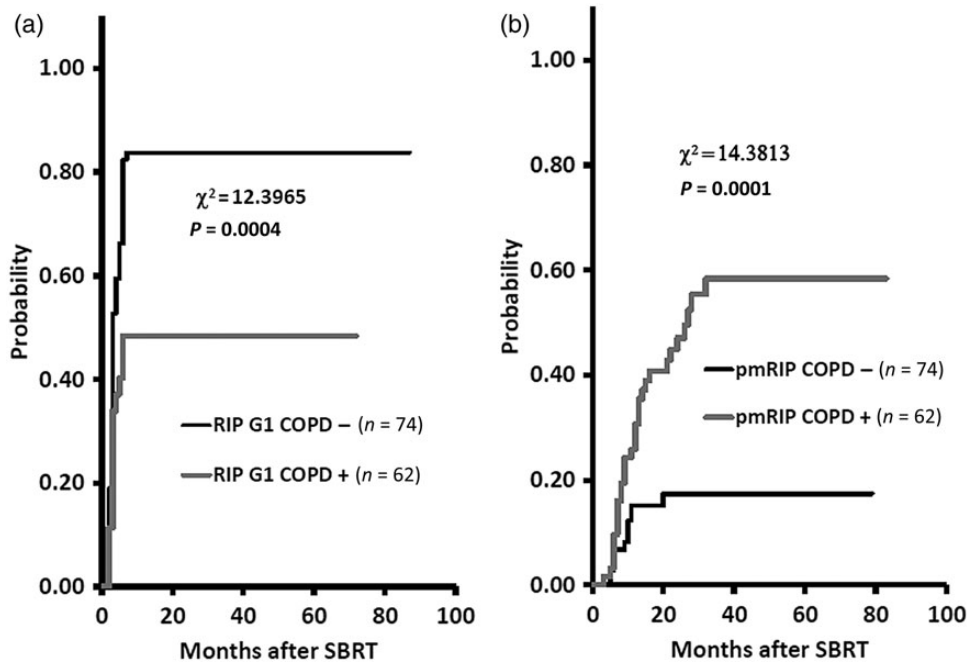 (a)
1.00
0.80
0.60
0.40
0.20
0.00
Probability
χ² = 12.3965
P = 0.0004
RIP G1 COPD – (n = 74)
RIP G1 COPD + (n = 62)
0 20 40 60 80 100
Months after SBRT
(b)
1.00
0.80
0.60
0.40
0.20
0.00
Probability
χ² = 14.3813
P = 0.0001
pmRIP COPD – (n = 74)
pmRIP COPD + (n = 62)
0 20 40 60 80 100
Months after SBRT